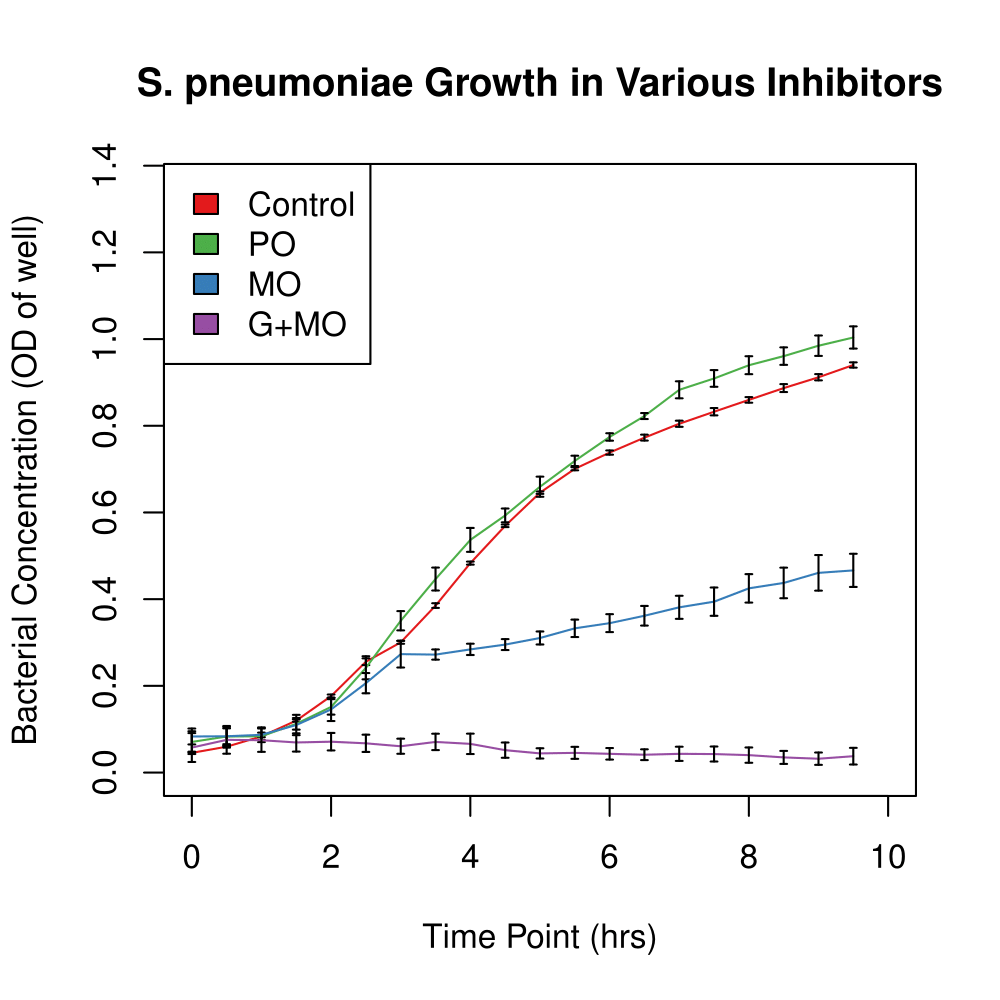 S. pneumoniae Growth in Various Inhibitors
Bacterial Concentration (OD of well)
1.4
1.2
1.0
0.8
0.6
0.4
0.2
0.0
Control
PO
MO
G+MO
0 2 4 6 8 10
Time Point (hrs)